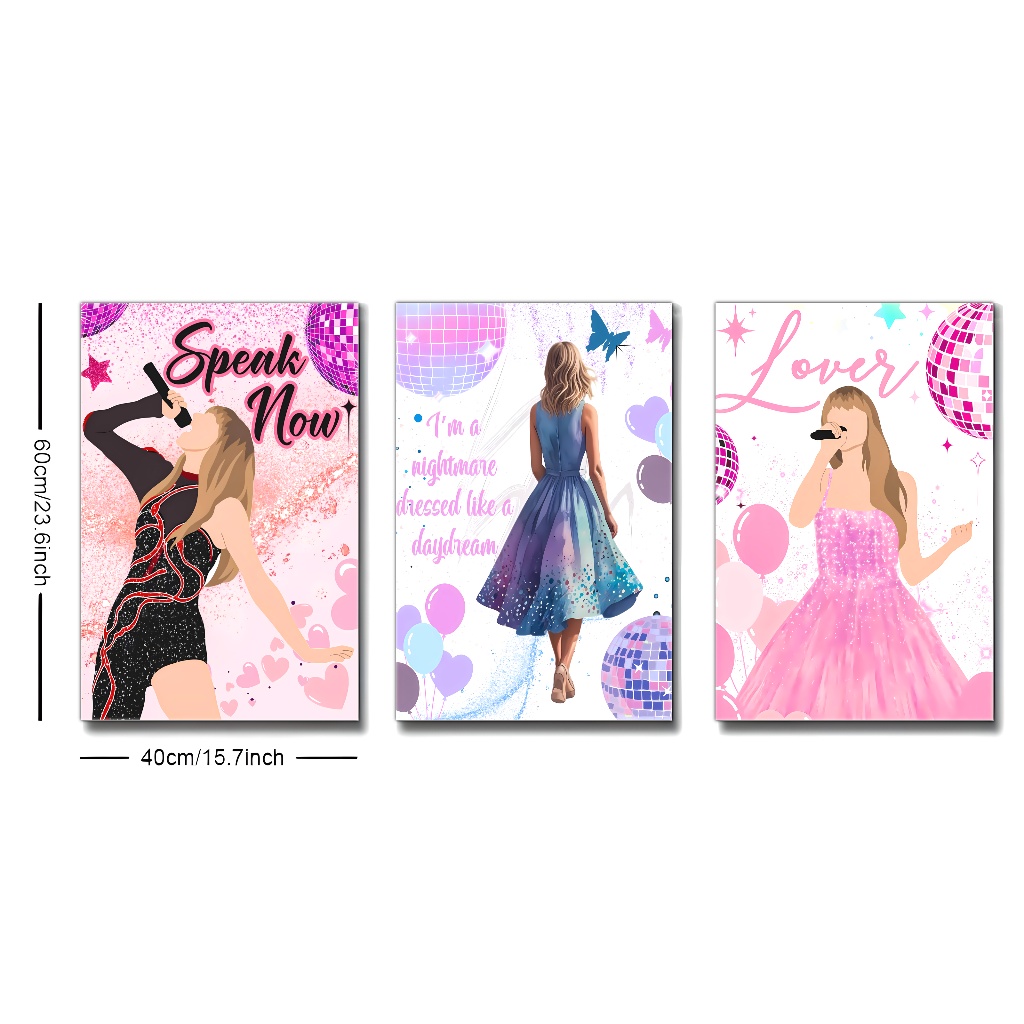 Speak
Now
I'm a
nightmare
dressed like a
daydream
Lover
60cm/23.6inch
40cm/15.7inch